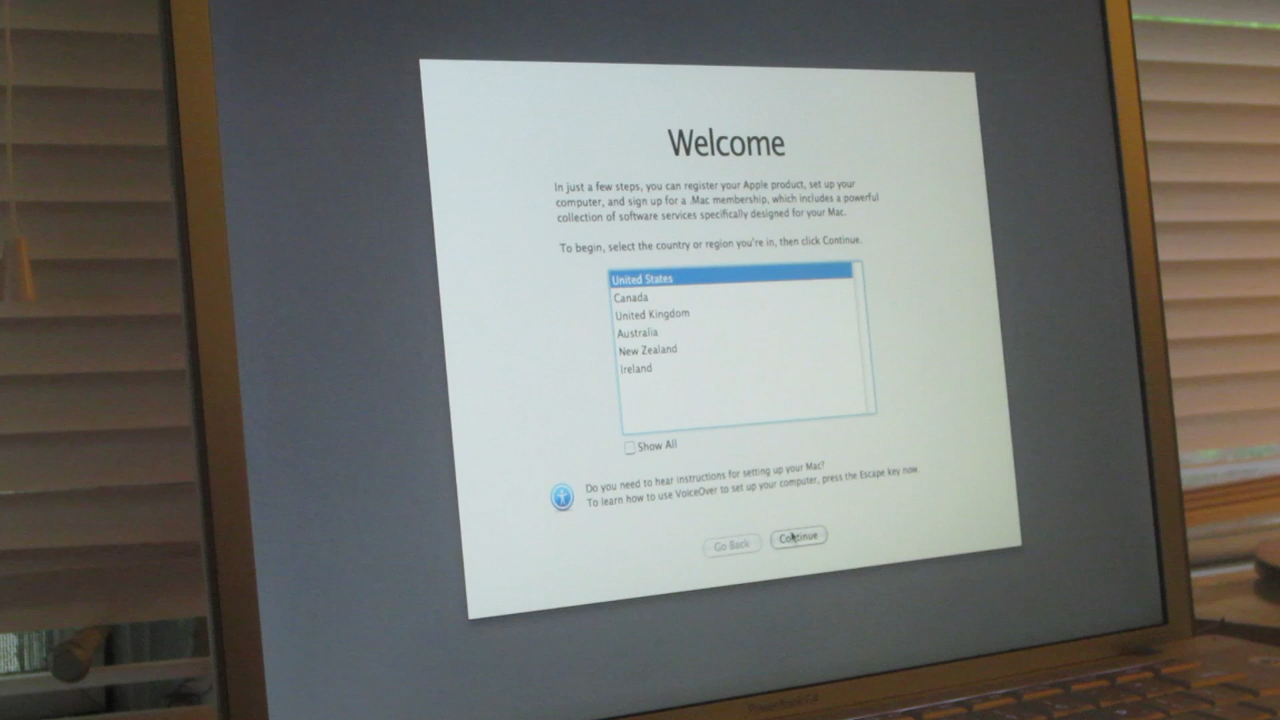 Welcome
In just a few steps, you can register your Apple product, set up your
computer, and sign up for a .Mac membership, which includes a powerful
collection of software services specifically designed for your Mac.
To begin, select the country or region you're in, then click Continue.
United States
Canada
United Kingdom
Australia
New Zealand
Ireland
Show All
Do you need to hear instructions for setting up your Mac?
To learn how to use VoiceOver to set up your computer, press the Escape key now.
Go Back
Continue
PowerBook G4